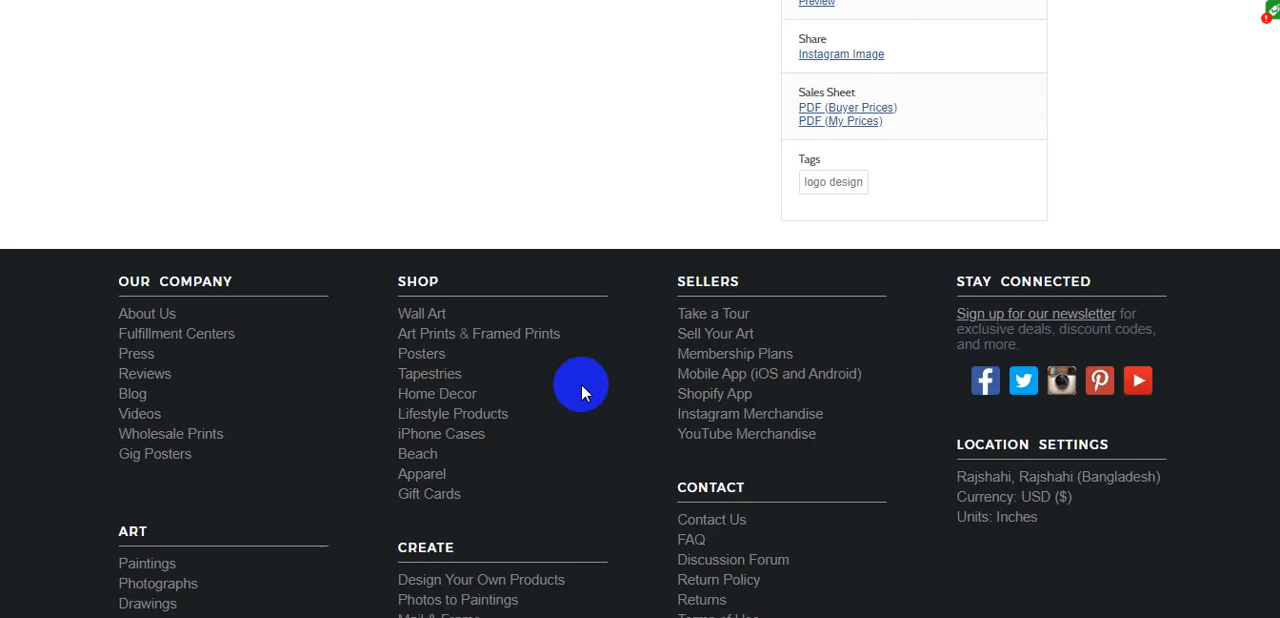 Preview
Share
Instagram Image
Sales Sheet
PDF (Buyer Prices)
PDF (My Prices)
Tags
logo design
OUR COMPANY
About Us
Fulfillment Centers
Press
Reviews
Blog
Videos
Wholesale Prints
Gig Posters
ART
Paintings
Photographs
Drawings
SHOP
Wall Art
Art Prints & Framed Prints
Posters
Tapestries
Home Decor
Lifestyle Products
iPhone Cases
Beach
Apparel
Gift Cards
CREATE
Design Your Own Products
Photos to Paintings
Mail & Frame
SELLERS
Take a Tour
Sell Your Art
Membership Plans
Mobile App (iOS and Android)
Shopify App
Instagram Merchandise
YouTube Merchandise
CONTACT
Contact Us
FAQ
Discussion Forum
Return Policy
Returns
Terms of Use
STAY CONNECTED
Sign up for our newsletter for
exclusive deals, discount codes,
and more.
LOCATION SETTINGS
Rajshahi, Rajshahi (Bangladesh)
Currency: USD ($)
Units: Inches